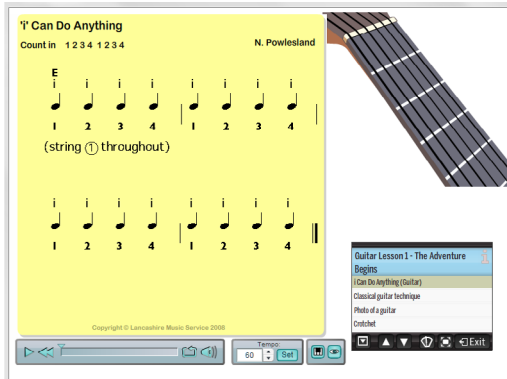 'i' Can Do Anything
Count in 1 2 3 4 1 2 3 4
N. Powlesland
E
i i i i i i i i
1 2 3 4 1 2 3 4
(string 1 throughout)
i i i i i i i i
1 2 3 4 1 2 3 4
Copyright © Lancashire Music Service 2008
Tempo:
60 Set
Guitar Lesson 1 - The Adventure
Begins
i Can Do Anything (Guitar)
Classical guitar technique
Photo of a guitar
Crotchet
Exit